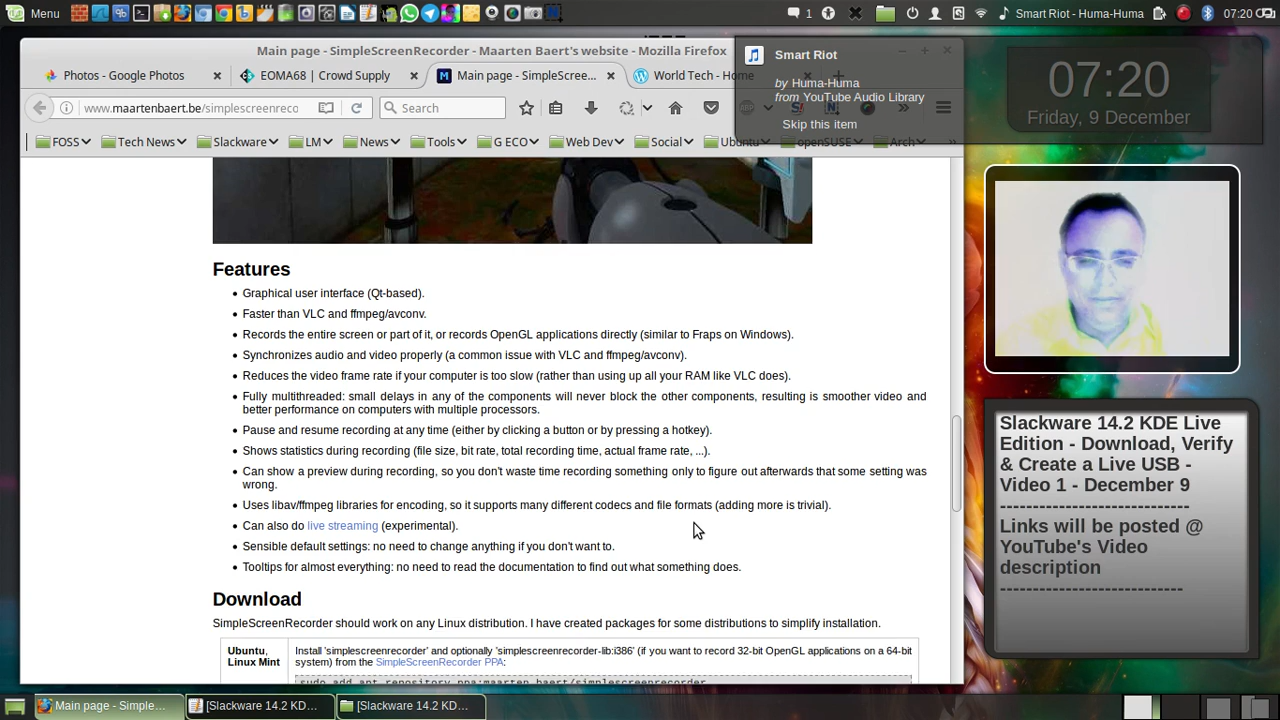 Menu
1
Smart Riot - Huma-Huma
07:20
Main page - SimpleScreenRecorder - Maarten Baert's website - Mozilla Firefox
Photos - Google Photos
EOMA68 | Crowd Supply
Main page - SimpleScree...
World Tech - Home
www.maartenbaert.be/simplescreenreco
Search
FOSS
Tech News
Slackware
LM
News
Tools
G ECO
Web Dev
Social
Ubuntu
openSUSE
Arch
Smart Riot
by Huma-Huma
from YouTube Audio Library
Skip this item
07:20
Friday, 9 December
Features
Graphical user interface (Qt-based).
Faster than VLC and ffmpeg/avconv.
Records the entire screen or part of it, or records OpenGL applications directly (similar to Fraps on Windows).
Synchronizes audio and video properly (a common issue with VLC and ffmpeg/avconv).
Reduces the video frame rate if your computer is too slow (rather than using up all your RAM like VLC does).
Fully multithreaded: small delays in any of the components will never block the other components, resulting is smoother video and
better performance on computers with multiple processors.
Pause and resume recording at any time (either by clicking a button or by pressing a hotkey).
Shows statistics during recording (file size, bit rate, total recording time, actual frame rate, ...).
Can show a preview during recording, so you don't waste time recording something only to figure out afterwards that some setting was
wrong.
Uses libav/ffmpeg libraries for encoding, so it supports many different codecs and file formats (adding more is trivial).
Can also do live streaming (experimental).
Sensible default settings: no need to change anything if you don't want to.
Tooltips for almost everything: no need to read the documentation to find out what something does.
Download
SimpleScreenRecorder should work on any Linux distribution. I have created packages for some distributions to simplify installation.
Ubuntu,
Linux Mint
Install 'simplescreenrecorder' and optionally 'simplescreenrecorder-lib:i386' (if you want to record 32-bit OpenGL applications on a 64-bit
system) from the SimpleScreenRecorder PPA:
sudo add-apt-repository ppa:maarten-baert/simplescreenrecorder
Slackware 14.2 KDE Live
Edition - Download, Verify
& Create a Live USB -
Video 1 - December 9
---------------------------
Links will be posted @
YouTube's Video
description
--------------------------
Main page - Simple...
[Slackware 14.2 KD...
[Slackware 14.2 KD...